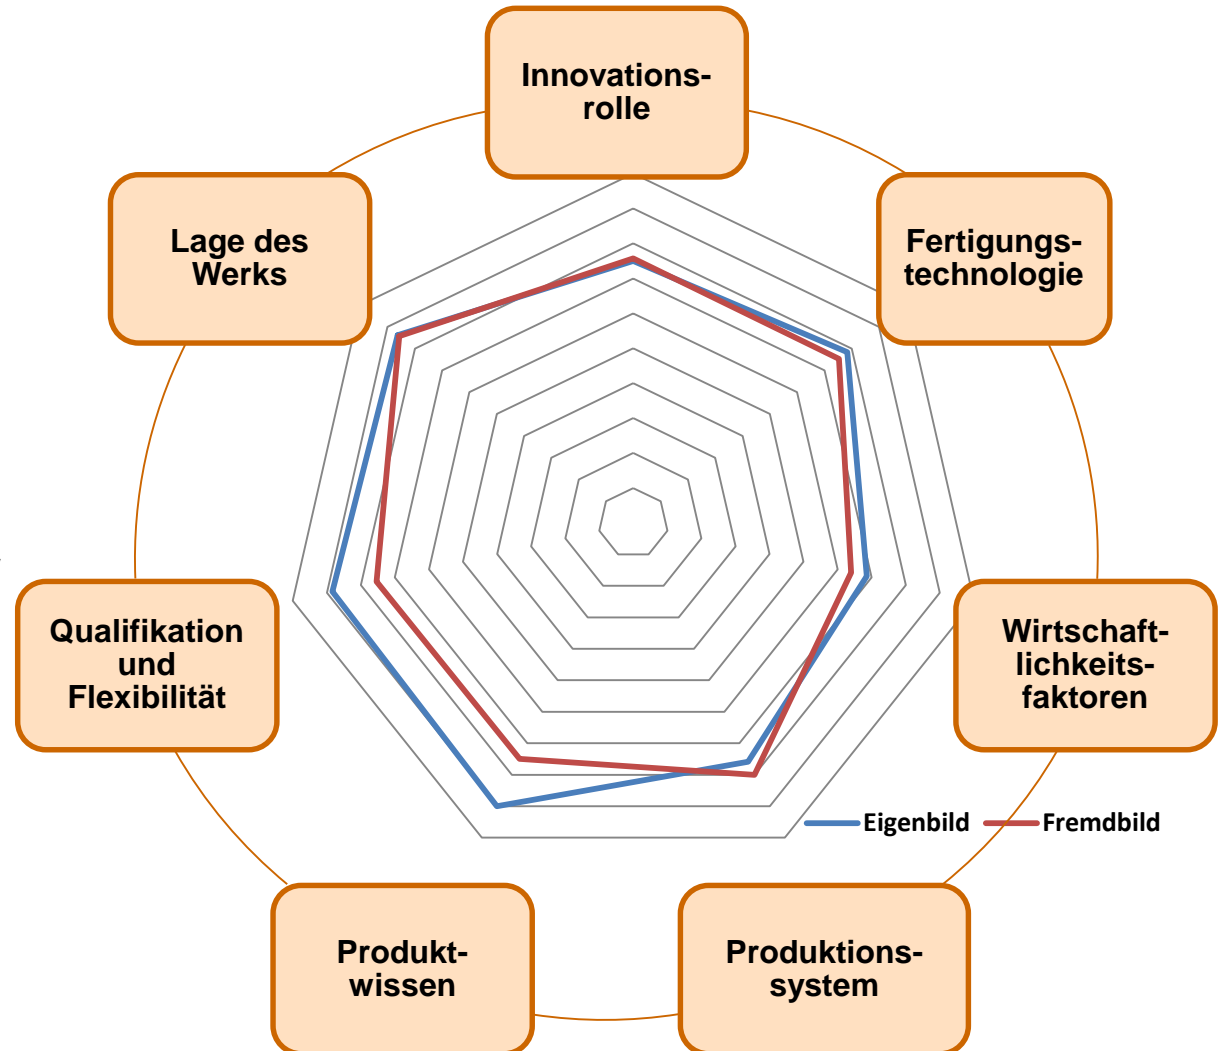 Innovations-
rolle
Lage des
Werks
Fertigungs-
technologie
Qualifikation
und
Flexibilität
Wirtschaft-
lichkeits-
faktoren
Eigenbild
Fremdbild
Produkt-
wissen
Produktions-
system